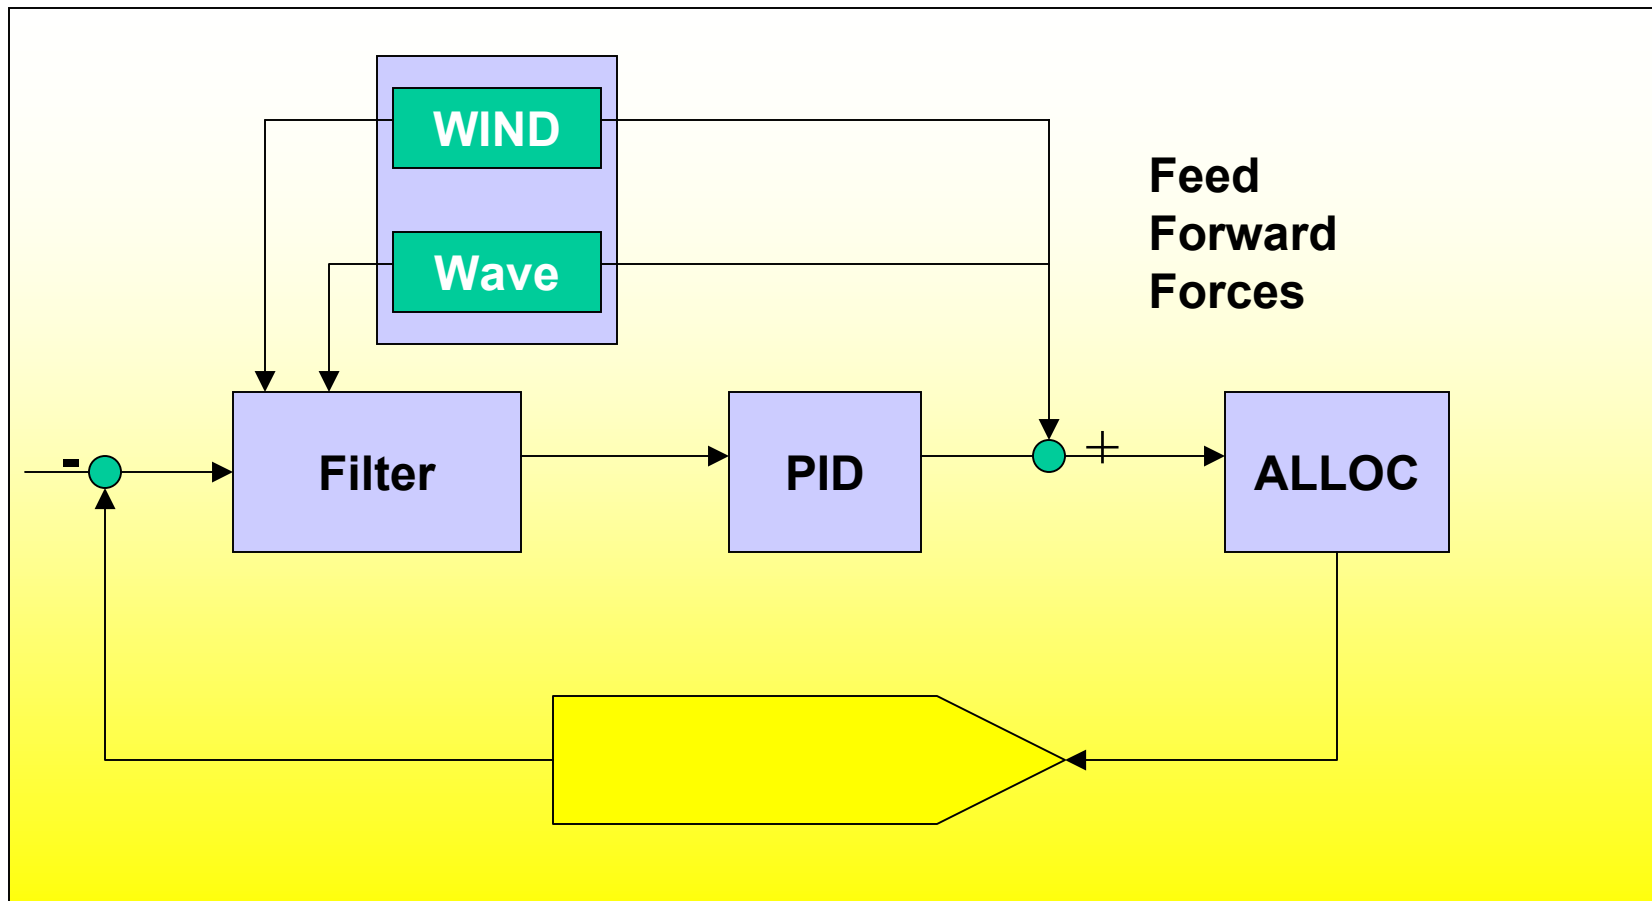 WIND
Wave
Feed
Forward
Forces
-
Filter
PID
+
ALLOC